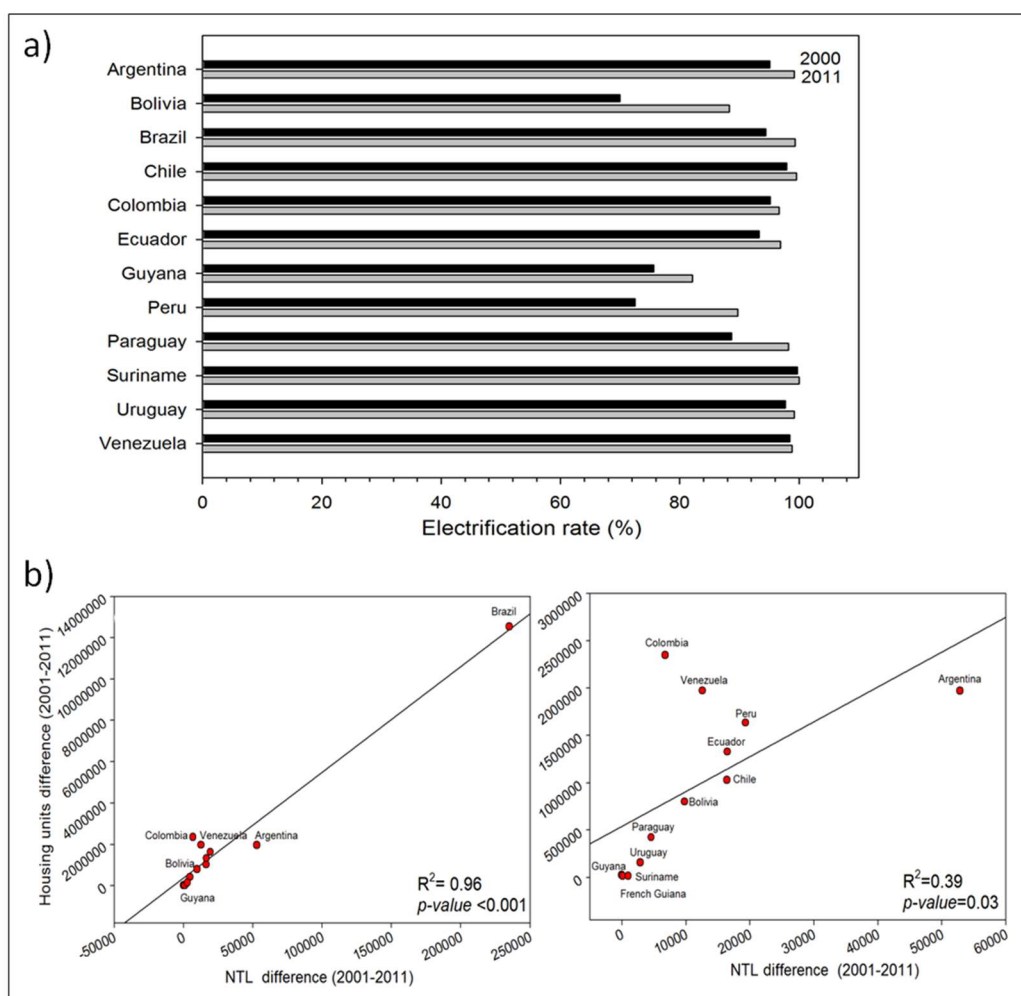 a)
2000
2011
Argentina
Bolivia
Brazil
Chile
Colombia
Ecuador
Guyana
Peru
Paraguay
Suriname
Uruguay
Venezuela
0 20 40 60 80 100
Electrification rate (%)
b)
Housing units difference (2001-2011)
14000000
12000000
10000000
8000000
6000000
4000000
2000000
0
Brazil
Colombia Venezuela Argentina
Bolivia
Guyana
R²= 0.96
p-value <0.001
50000 0 50000 100000 150000 200000 250000
NTL difference (2001-2011)
3000000
2500000
2000000
1500000
1000000
500000
0
Colombia
Venezuela
Argentina
Peru
Ecuador
Chile
Bolivia
Paraguay
Uruguay
Guyana
Suriname
French Guiana
R²=0.39
p-value=0.03
0 10000 20000 30000 40000 50000 60000
NTL difference (2001-2011)